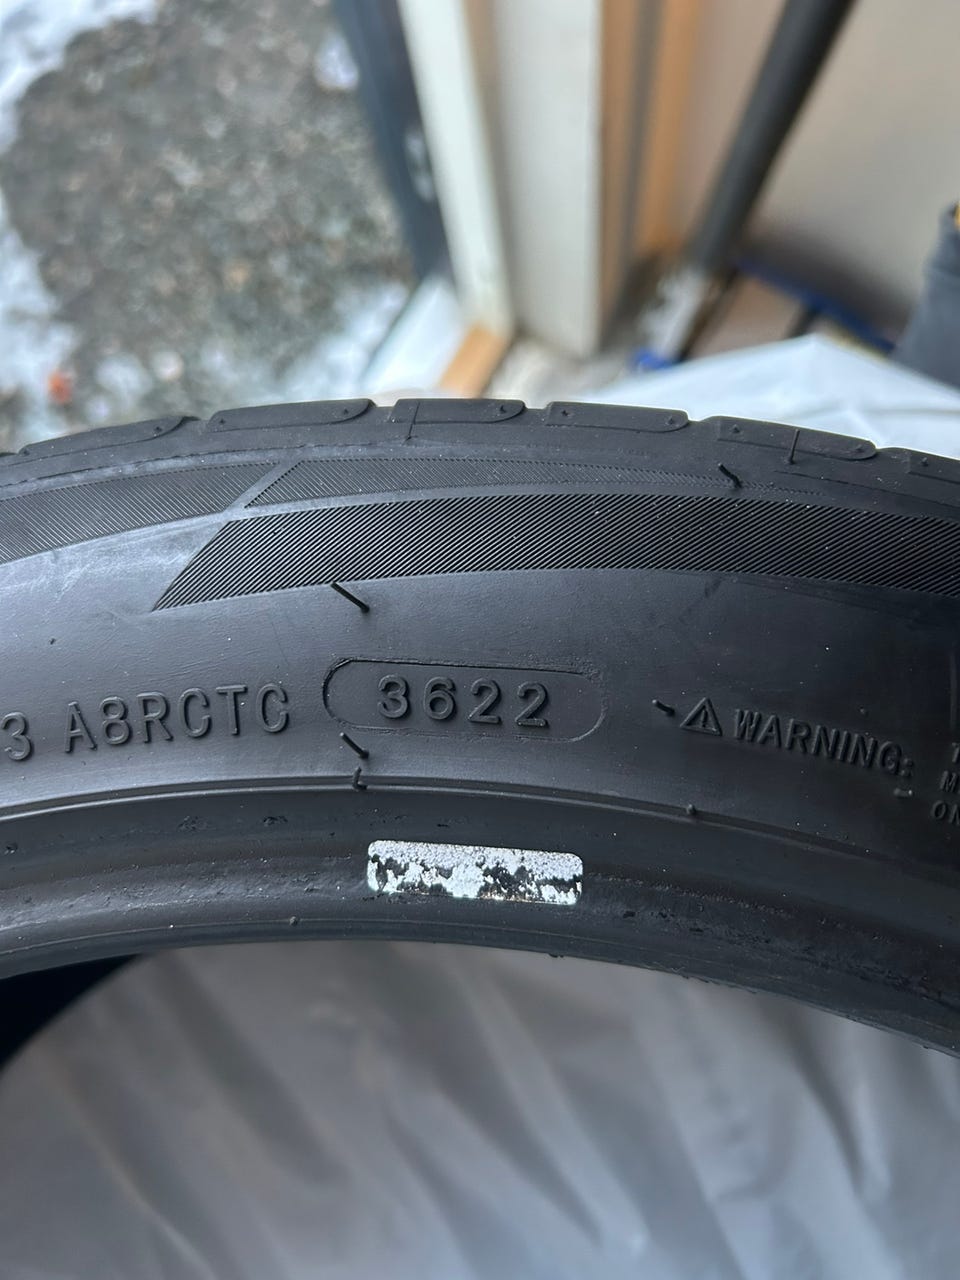 3 A8RCTC 3622
⚠ WARNING: